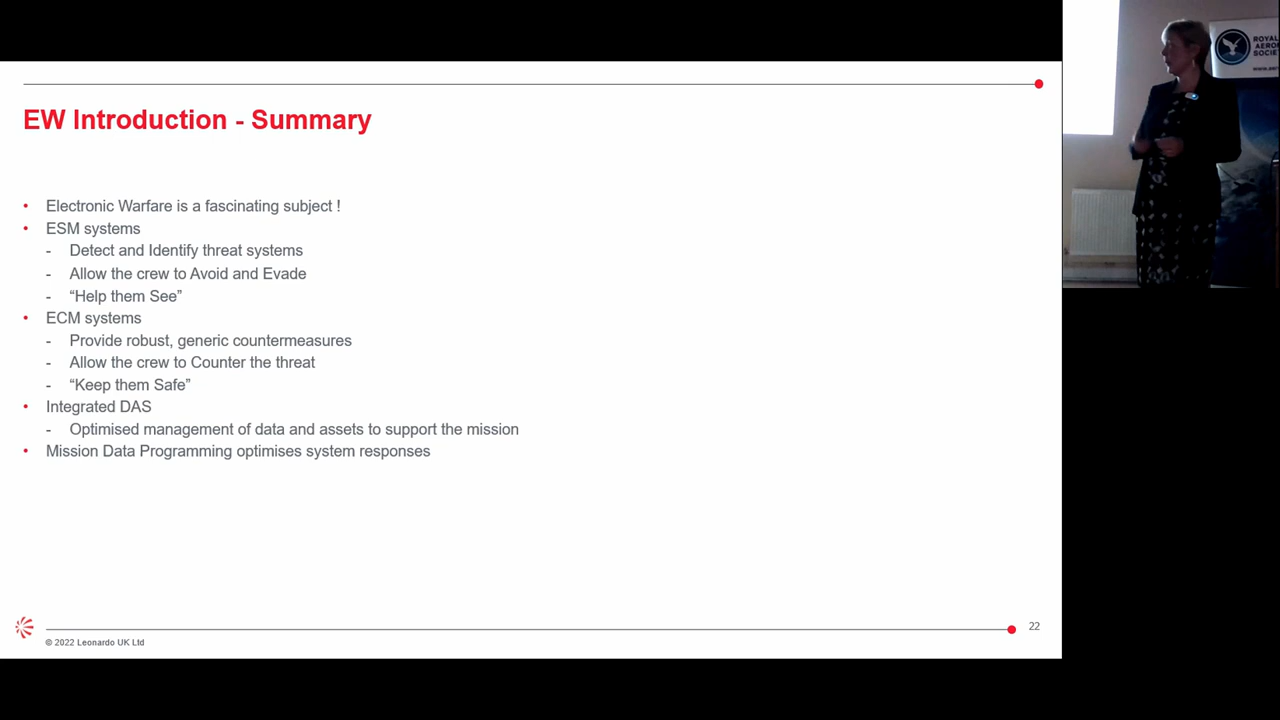 EW Introduction - Summary
• Electronic Warfare is a fascinating subject !
• ESM systems
- Detect and Identify threat systems
- Allow the crew to Avoid and Evade
- “Help them See”
• ECM systems
- Provide robust, generic countermeasures
- Allow the crew to Counter the threat
- “Keep them Safe”
• Integrated DAS
- Optimised management of data and assets to support the mission
• Mission Data Programming optimises system responses
© 2022 Leonardo UK Ltd
22
ROYAL